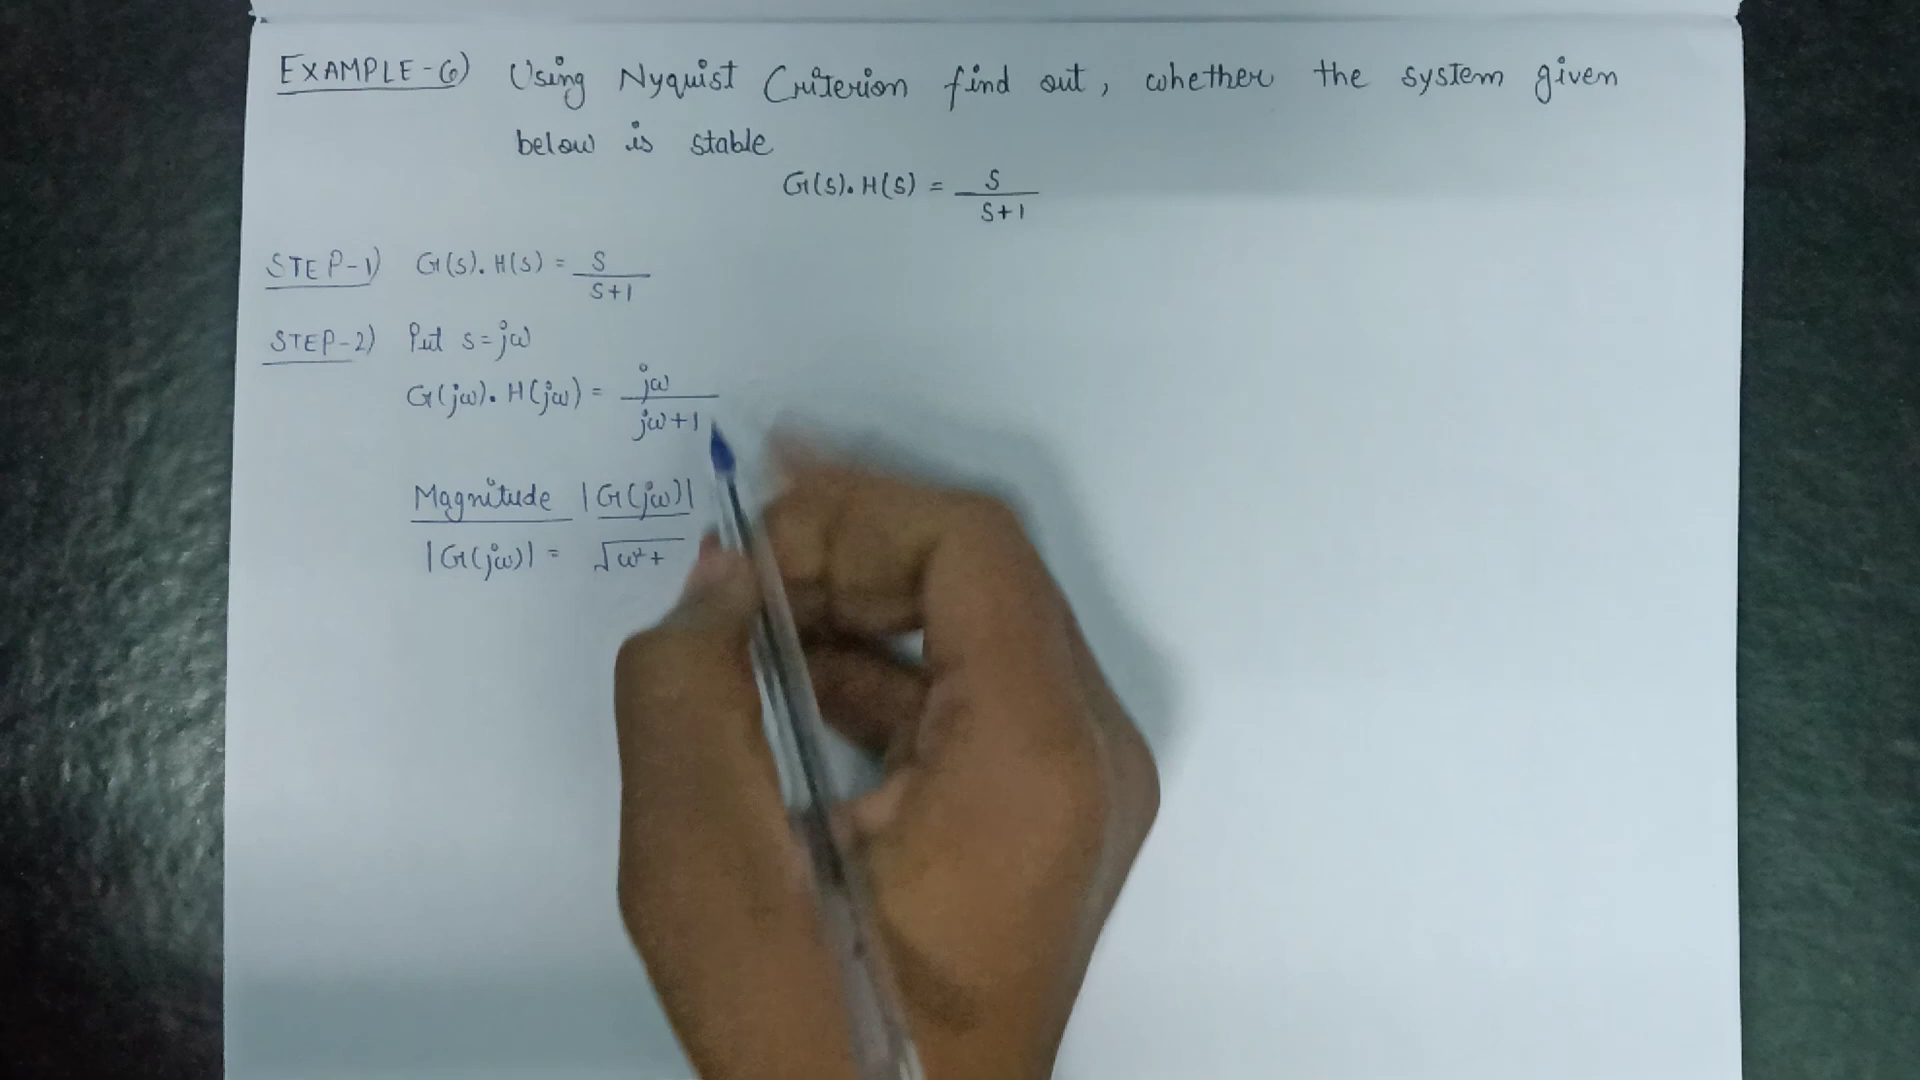 EXAMPLE-6) Using Nyquist Criterion find out, whether the system given
below is stable
G(s).H(s) = s
s+1
STEP-1) G(s).H(s) = s
s+1
STEP-2) Put s=jω
G(jω).H(jω) = jω
jω+1
Magnitude |G(jω)|
|G(jω)| = √ω²+